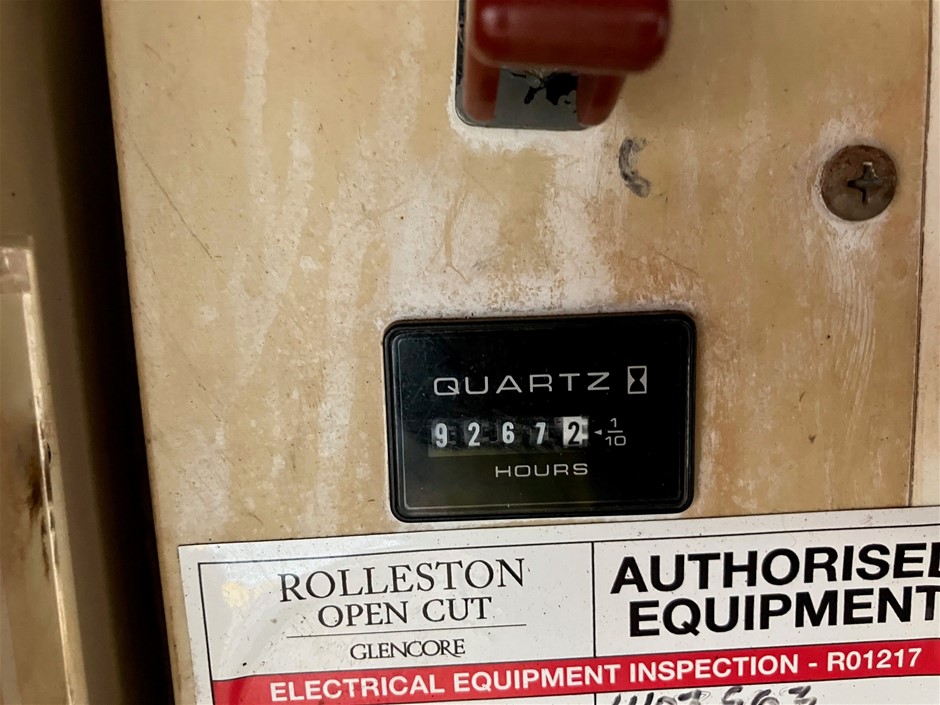 QUARTZ
92672 1/10
HOURS
ROLLESTON
OPEN CUT
GLENCORE
AUTHORISED
EQUIPMENT
ELECTRICAL EQUIPMENT INSPECTION - R01217